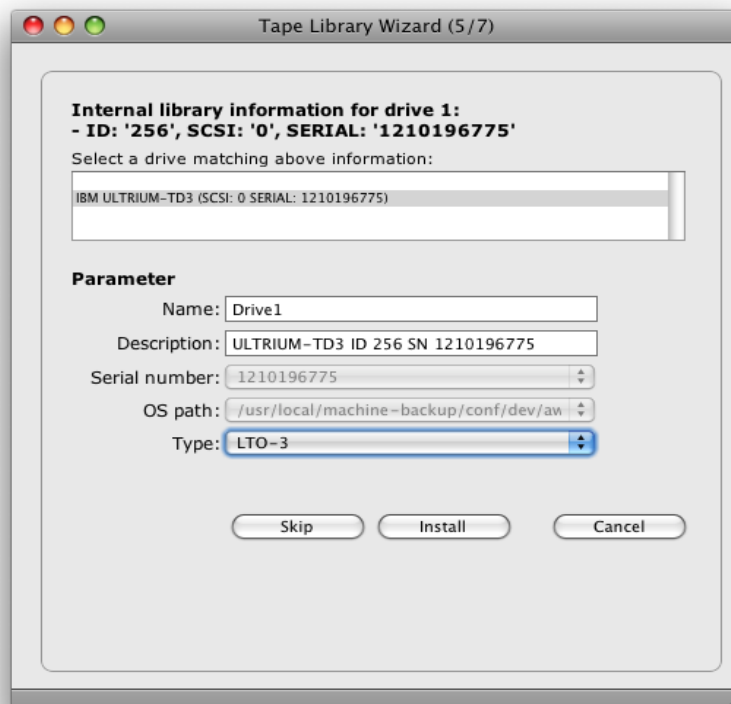 Tape Library Wizard (5/7)
Internal library information for drive 1:
- ID: '256', SCSI: '0', SERIAL: '1210196775'
Select a drive matching above information:
IBM ULTRIUM-TD3 (SCSI: 0 SERIAL: 1210196775)
Parameter
Name: Drive1
Description: ULTRIUM-TD3 ID 256 SN 1210196775
Serial number: 1210196775
OS path: /usr/local/machine-backup/conf/dev/aw
Type: LTO-3
Skip Install Cancel